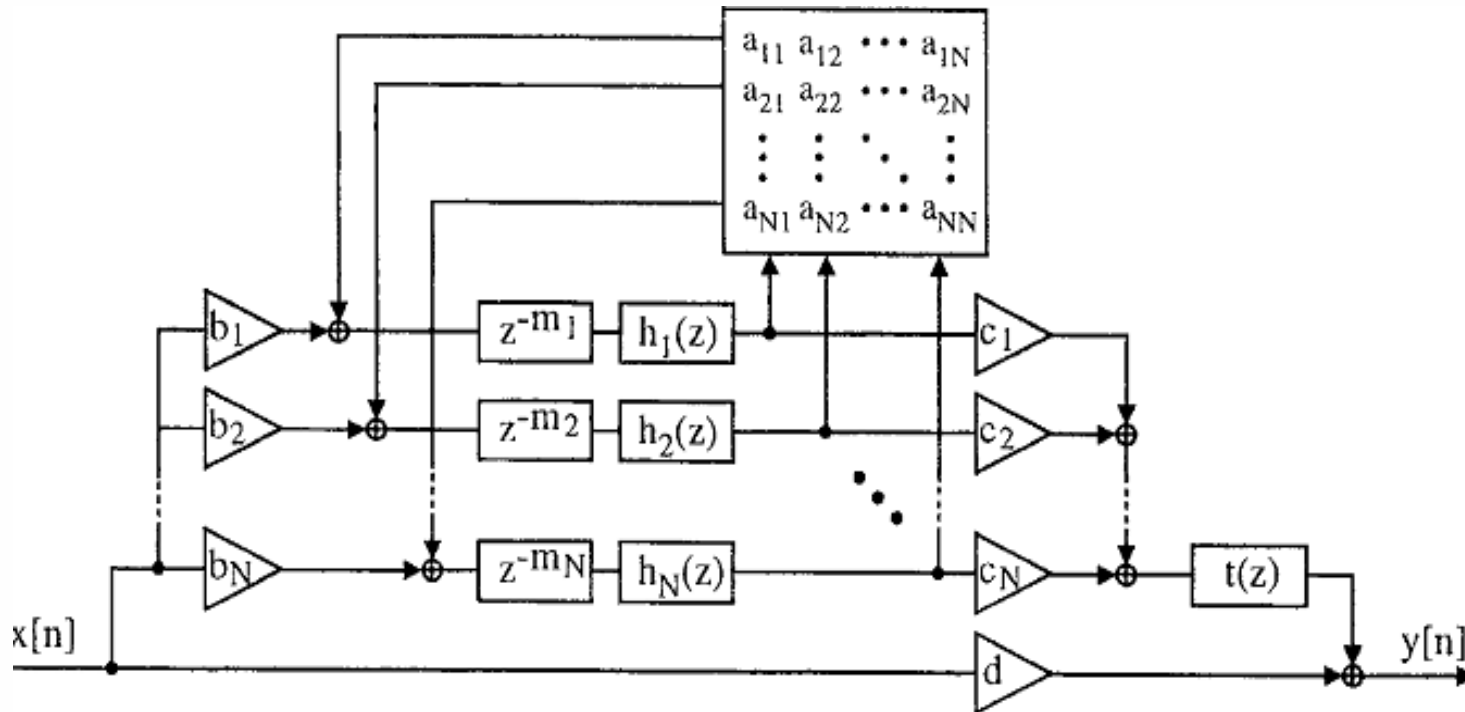 a₁₁ a₁₂ ••• a₁N
a₂₁ a₂₂ ••• a₂N
aN₁ aN₂ ••• aNN
b₁ z⁻ᵐ¹ h₁(z) c₁
b₂ z⁻ᵐ² h₂(z) c₂
bN z⁻ᵐN hN(z) cN t(z)
x[n] d y[n]